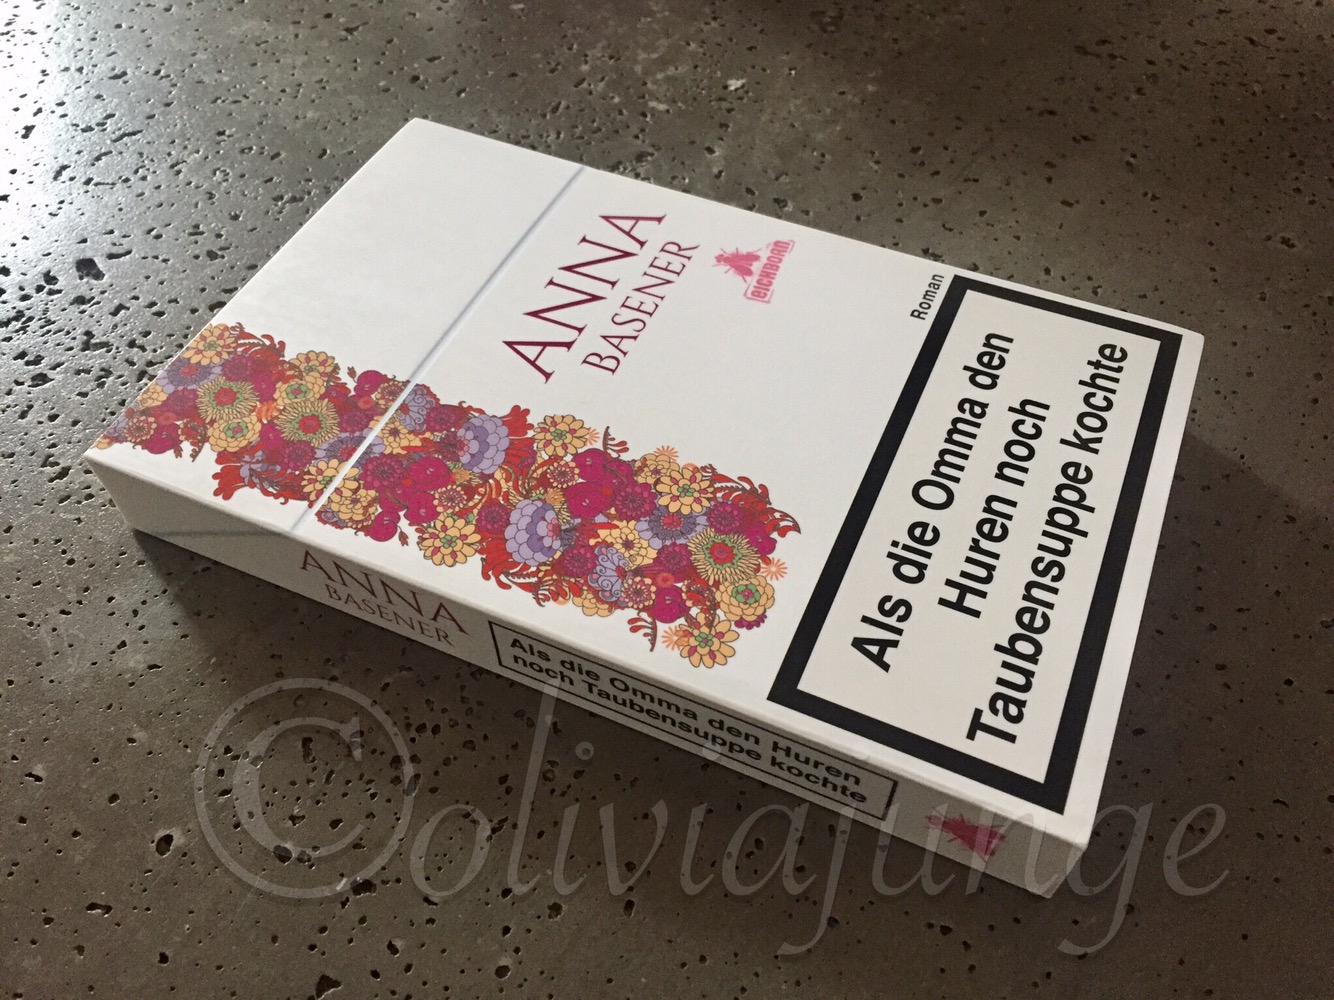 ANNA
BASENER
eichborn
Roman
Als die Omma den
Huren noch
Taubensuppe kochte
ANNA
BASENER
Als die Omma den Huren
noch Taubensuppe kochte
©oliviajunge